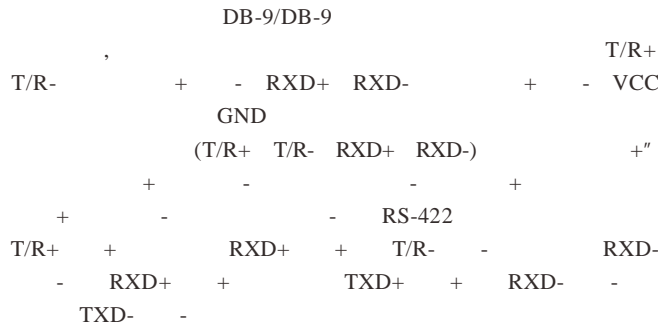 DB-9/DB-9
, T/R+
T/R- + - RXD+ RXD- + - VCC
GND
(T/R+ T/R- RXD+ RXD-) +"
+ - - +
+ - - RS-422
T/R+ + RXD+ + T/R- - RXD-
- RXD+ + TXD+ + RXD- -
TXD- -